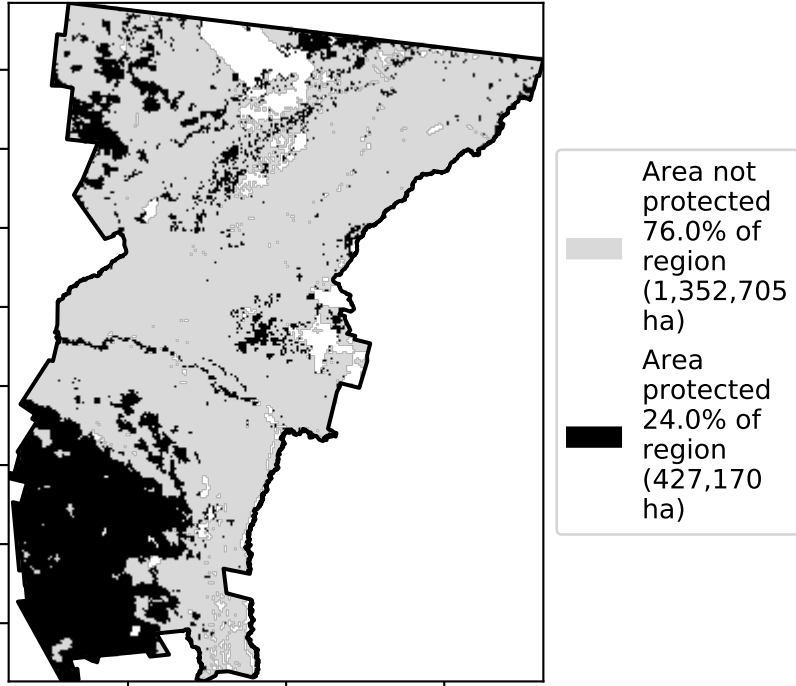 Area not
protected
76.0% of
region
(1,352,705
ha)
Area
protected
24.0% of
region
(427,170
ha)